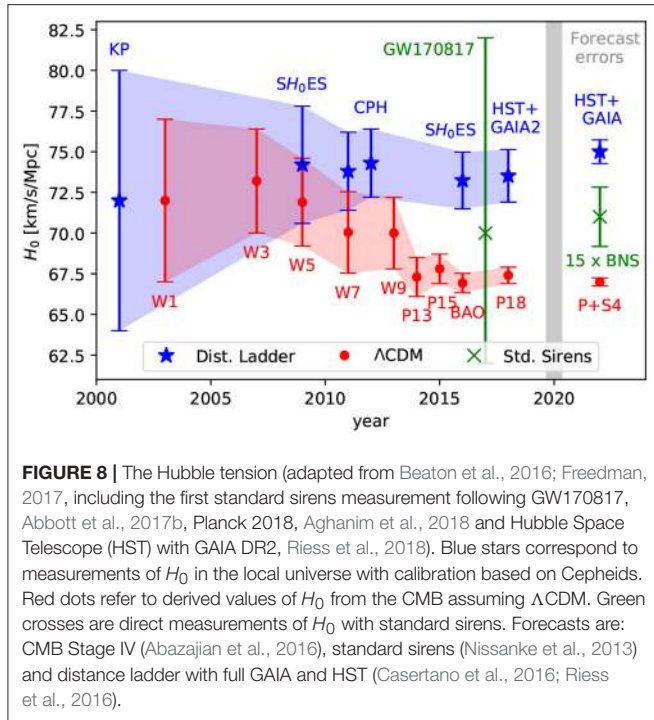 82.5
80.0
77.5
75.0
72.5
70.0
67.5
65.0
62.5
H₀ [km/s/Mpc]
KP
SH₀ES
CPH
SH₀ES
GW170817
HST+
GAIA2
Forecast
errors
HST+
GAIA
W1
W3
W5
W7
W9
P13
P15
BAO
P18
15 x BNS
P+S4
Dist. Ladder
ΛCDM
Std. Sirens
2000
2005
2010
2015
2020
year
FIGURE 8 | The Hubble tension (adapted from Beaton et al., 2016; Freedman,
2017, including the first standard sirens measurement following GW170817,
Abbott et al., 2017b, Planck 2018, Aghanim et al., 2018 and Hubble Space
Telescope (HST) with GAIA DR2, Riess et al., 2018). Blue stars correspond to
measurements of H₀ in the local universe with calibration based on Cepheids.
Red dots refer to derived values of H₀ from the CMB assuming ΛCDM. Green
crosses are direct measurements of H₀ with standard sirens. Forecasts are:
CMB Stage IV (Abazajian et al., 2016), standard sirens (Nissanke et al., 2013)
and distance ladder with full GAIA and HST (Casertano et al., 2016; Riess
et al., 2016).